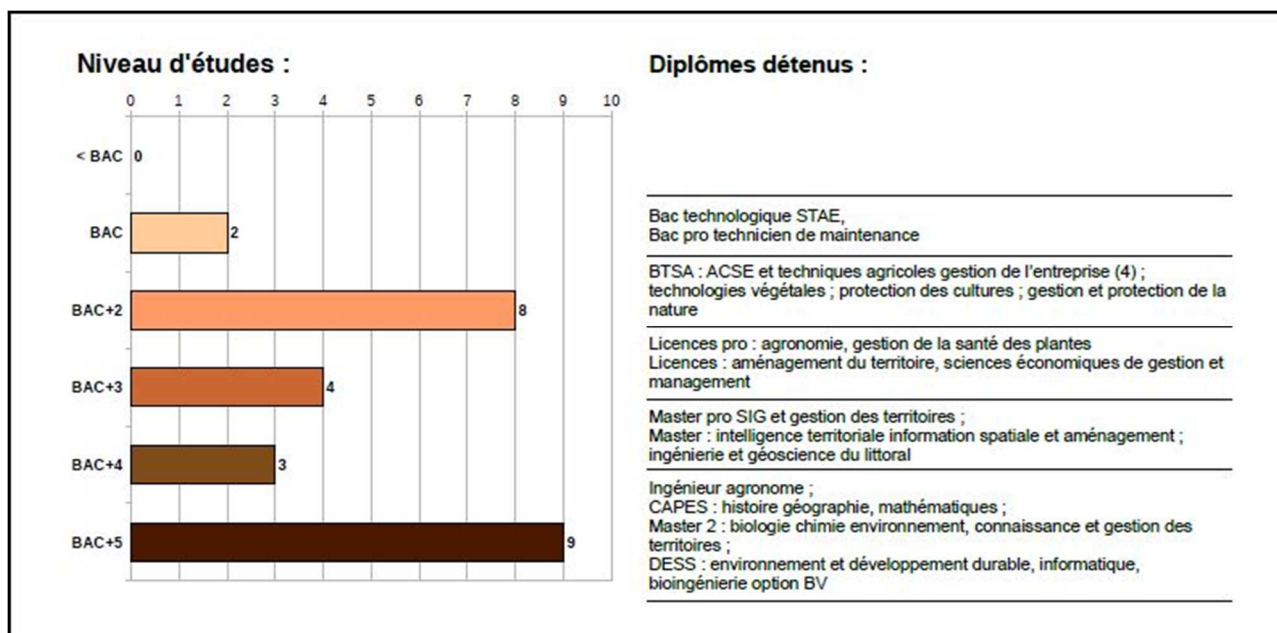 Niveau d'études :
0 1 2 3 4 5 6 7 8 9 10
< BAC 0
BAC 2
BAC+2 8
BAC+3 4
BAC+4 3
BAC+5 9
Diplômes détenus :
Bac technologique STAE,
Bac pro technicien de maintenance
BTSA : ACSE et techniques agricoles gestion de l'entreprise (4) ;
technologies végétales ; protection des cultures ; gestion et protection de la
nature
Licences pro : agronomie, gestion de la santé des plantes
Licences : aménagement du territoire, sciences économiques de gestion et
management
Master pro SIG et gestion des territoires ;
Master : intelligence territoriale information spatiale et aménagement ;
ingénierie et géoscience du littoral
Ingénieur agronome ;
CAPES : histoire géographie, mathématiques ;
Master 2 : biologie chimie environnement, connaissance et gestion des
territoires ;
DESS : environnement et développement durable, informatique,
bioingénierie option BV